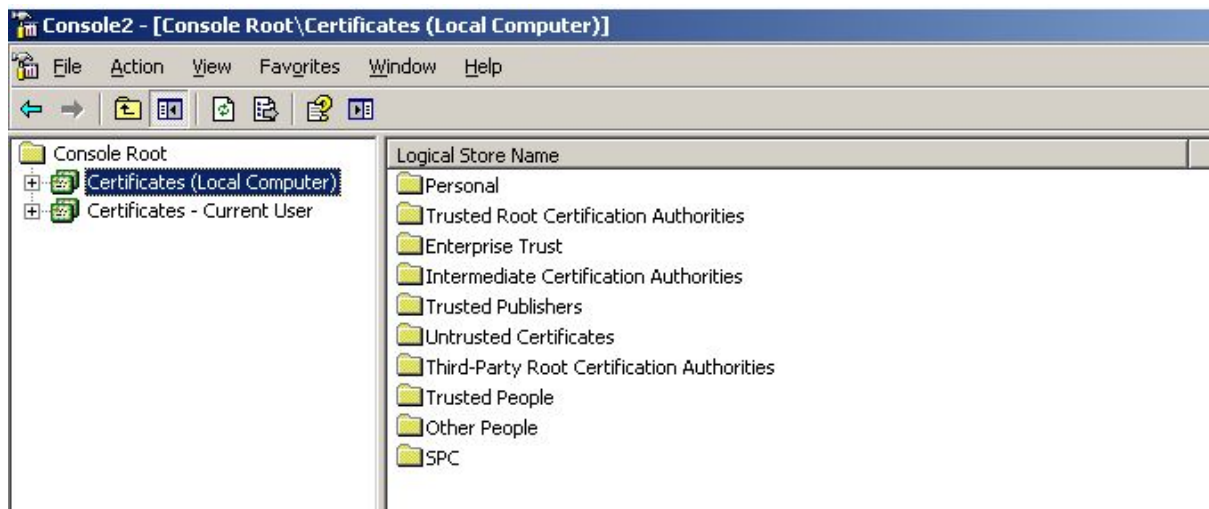 Console2 - [Console Root\Certificates (Local Computer)]
File Action View Favorites Window Help
Console Root
Certificates (Local Computer)
Certificates - Current User
Logical Store Name
Personal
Trusted Root Certification Authorities
Enterprise Trust
Intermediate Certification Authorities
Trusted Publishers
Untrusted Certificates
Third-Party Root Certification Authorities
Trusted People
Other People
SPC